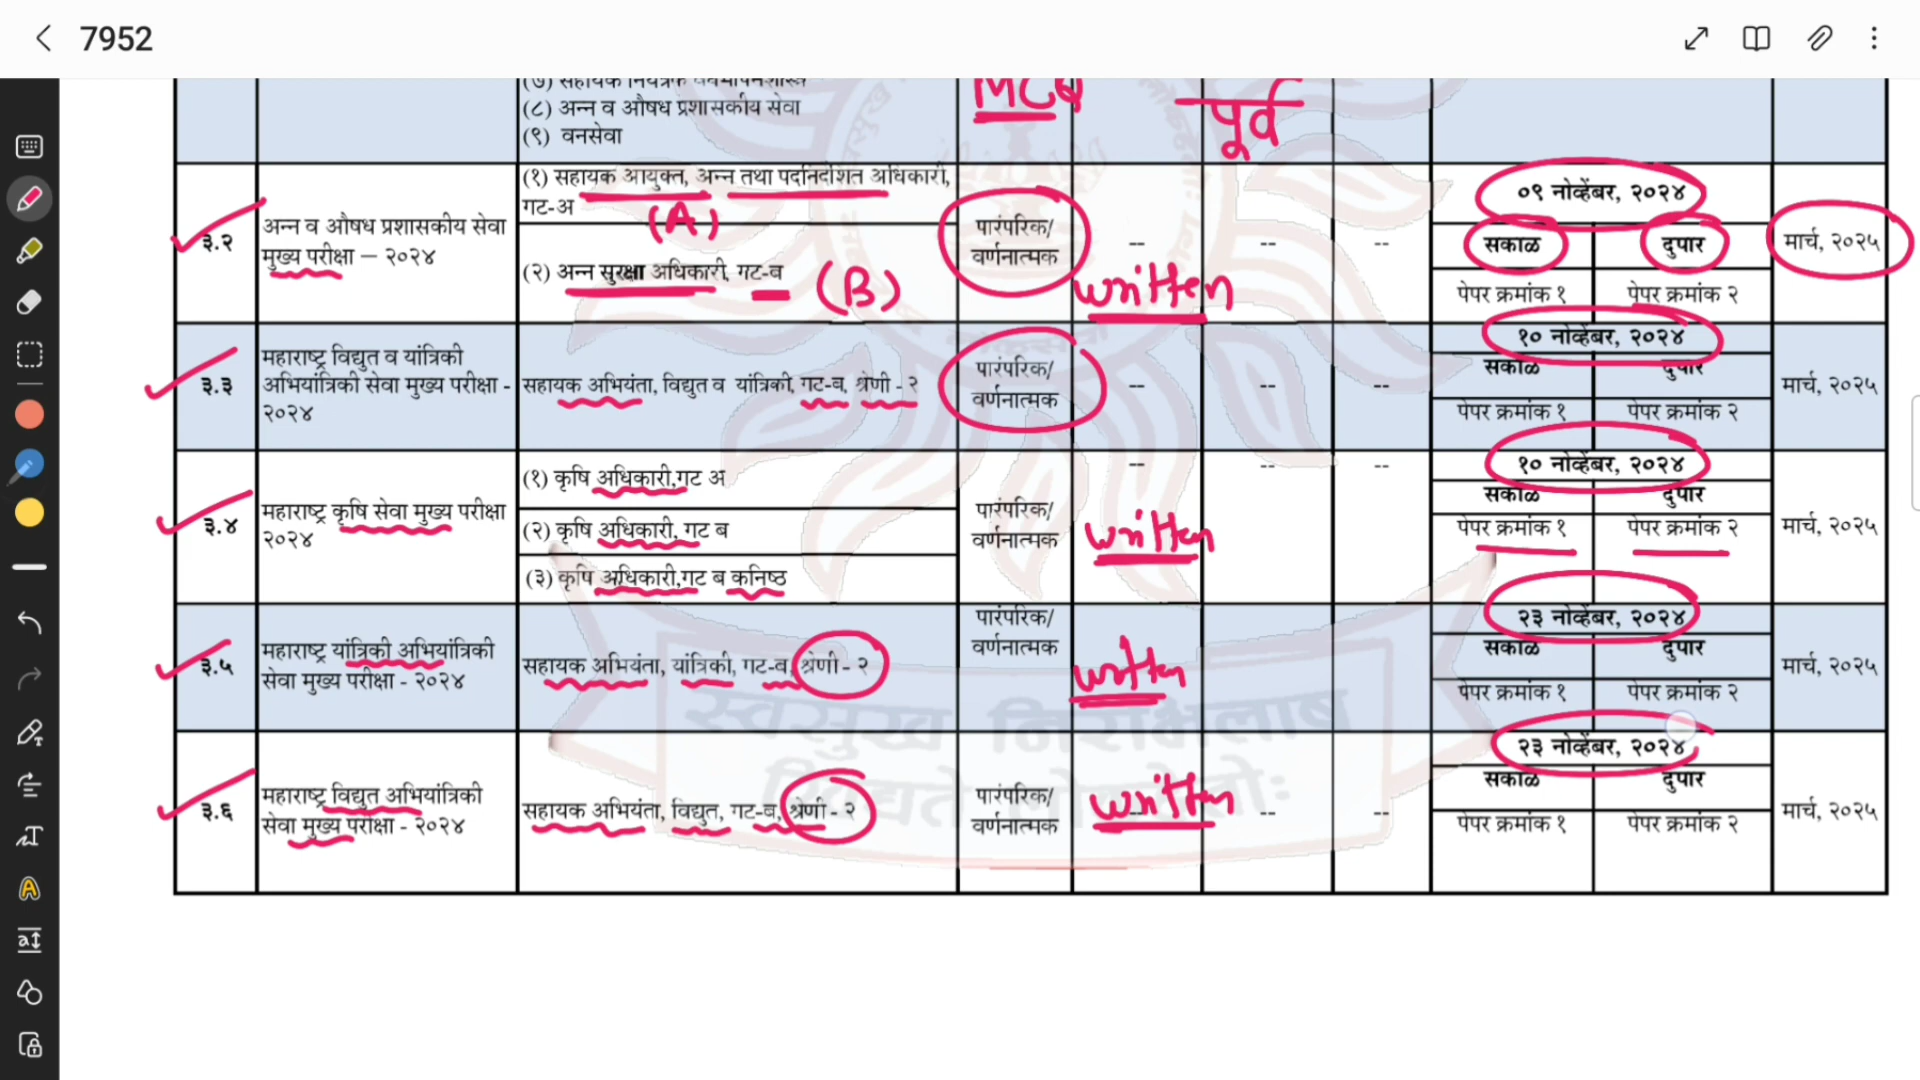 7952
(८) अन्न व औषध प्रशासकीय सेवा
(९) वनसेवा
MCQ
पूर्व
३.२
अन्न व औषध प्रशासकीय सेवा
मुख्य परीक्षा – २०२४
(१) सहायक आयुक्त, अन्न तथा पदनिर्देशित अधिकारी,
गट-अ
(A)
(२) अन्न सुरक्षा अधिकारी, गट-ब
(B)
पारंपरिक/
वर्णनात्मक
written
--
--
--
०९ नोव्हेंबर, २०२४
सकाळ दुपार
पेपर क्रमांक १ पेपर क्रमांक २
मार्च, २०२५
३.३
महाराष्ट्र विद्युत व यांत्रिकी
अभियांत्रिकी सेवा मुख्य परीक्षा -
२०२४
सहायक अभियंता, विद्युत व यांत्रिकी, गट-ब, श्रेणी - २
पारंपरिक/
वर्णनात्मक
--
--
--
१० नोव्हेंबर, २०२४
सकाळ दुपार
पेपर क्रमांक १ पेपर क्रमांक २
मार्च, २०२५
३.४
महाराष्ट्र कृषि सेवा मुख्य परीक्षा
२०२४
(१) कृषि अधिकारी,गट अ
(२) कृषि अधिकारी, गट ब
(३) कृषि अधिकारी,गट ब कनिष्ठ
पारंपरिक/
वर्णनात्मक
written
--
--
--
१० नोव्हेंबर, २०२४
सकाळ दुपार
पेपर क्रमांक १ पेपर क्रमांक २
मार्च, २०२५
३.५
महाराष्ट्र यांत्रिकी अभियांत्रिकी
सेवा मुख्य परीक्षा - २०२४
सहायक अभियंता, यांत्रिकी, गट-ब, श्रेणी - २
पारंपरिक/
वर्णनात्मक
written
२३ नोव्हेंबर, २०२४
सकाळ दुपार
पेपर क्रमांक १ पेपर क्रमांक २
मार्च, २०२५
३.६
महाराष्ट्र विद्युत अभियांत्रिकी
सेवा मुख्य परीक्षा - २०२४
सहायक अभियंता, विद्युत, गट-ब, श्रेणी - २
पारंपरिक/
वर्णनात्मक
written
--
--
--
२३ नोव्हेंबर, २०२४
सकाळ दुपार
पेपर क्रमांक १ पेपर क्रमांक २
मार्च, २०२५